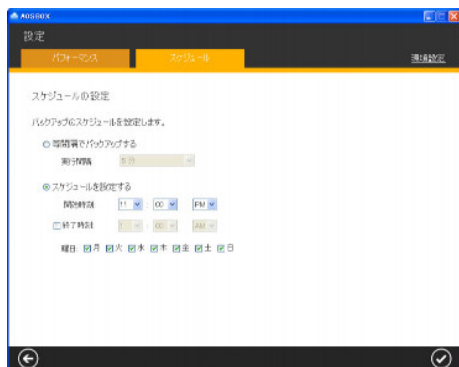 AOSBOX
設定
パフォーマンス スケジュール 環境設定
スケジュールの設定
バックアップのスケジュールを設定します。
等間隔でバックアップする
実行間隔 5 分
スケジュールを設定する
開始時刻 11 : 00 PM
終了時刻 : 00 AM
曜日: 月 火 水 木 金 土 日